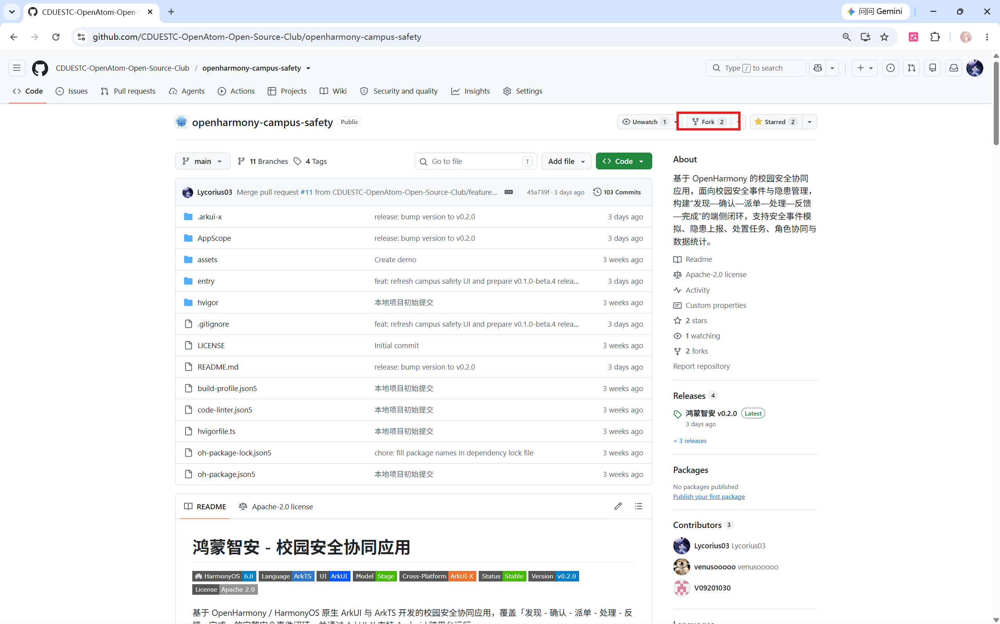 CDUESTC-OpenAtom-Open-
问问 Gemini
github.com/CDUESTC-OpenAtom-Open-Source-Club/openharmony-campus-safety
CDUESTC-OpenAtom-Open-Source-Club / openharmony-campus-safety
Type / to search
Code Issues Pull requests Agents Actions Projects Wiki Security and quality Insights Settings
openharmony-campus-safety Public
Unwatch 1 Fork 2 Starred 2
main 11 Branches 4 Tags
Go to file T Add file Code
Lycorius03 Merge pull request #11 from CDUESTC-OpenAtom-Open-Source-Club/feature... 45a739f · 3 days ago 103 Commits
.arkui-x release: bump version to v0.2.0 3 days ago
AppScope release: bump version to v0.2.0 3 days ago
assets Create demo 3 weeks ago
entry feat: refresh campus safety UI and prepare v0.1.0-beta.4 relea... 3 days ago
hvigor 本地项目初始提交 3 weeks ago
.gitignore feat: refresh campus safety UI and prepare v0.1.0-beta.4 relea... 3 days ago
LICENSE Initial commit 3 weeks ago
README.md release: bump version to v0.2.0 3 days ago
build-profile.json5 本地项目初始提交 3 weeks ago
code-linter.json5 本地项目初始提交 3 weeks ago
hvigorfile.ts 本地项目初始提交 3 weeks ago
oh-package-lock.json5 chore: fill package names in dependency lock file 3 weeks ago
oh-package.json5 本地项目初始提交 3 weeks ago
README Apache-2.0 license
鸿蒙智安 - 校园安全协同应用
HarmonyOS 6.0 Language ArkTS UI ArkUI Model Stage Cross-Platform ArkUI-X Status Stable Version v0.2.0
License Apache 2.0
基于 OpenHarmony / HarmonyOS 原生 ArkUI 与 ArkTS 开发的校园安全协同应用，覆盖「发现 - 确认 - 派单 - 处理 - 反
About
基于 OpenHarmony 的校园安全协同
应用，面向校园安全事件与隐患管理，
构建“发现—确认—派单—处理—反馈
—完成”的端侧闭环，支持安全事件模
拟、隐患上报、处置任务、角色协同与
数据统计。
Readme
Apache-2.0 license
Activity
Custom properties
2 stars
1 watching
2 forks
Report repository
Releases 4
鸿蒙智安 v0.2.0 Latest
3 days ago
+ 3 releases
Packages
No packages published
Publish your first package
Contributors 3
Lycorius03 Lycorius03
venusooooo venusooooo
V09201030